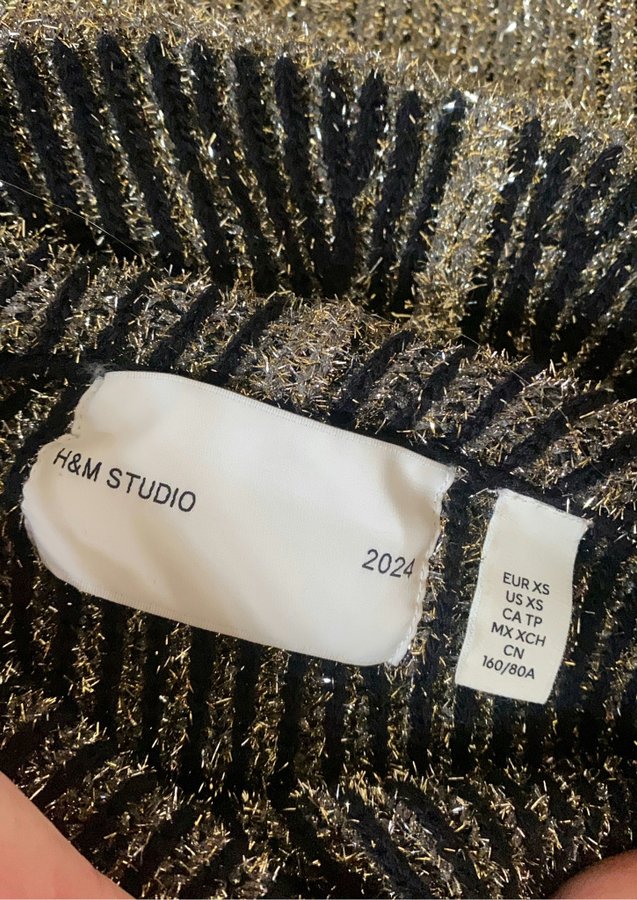 H&M STUDIO
2024
EUR XS
US XS
CA TP
MX XCH
CN
160/80A